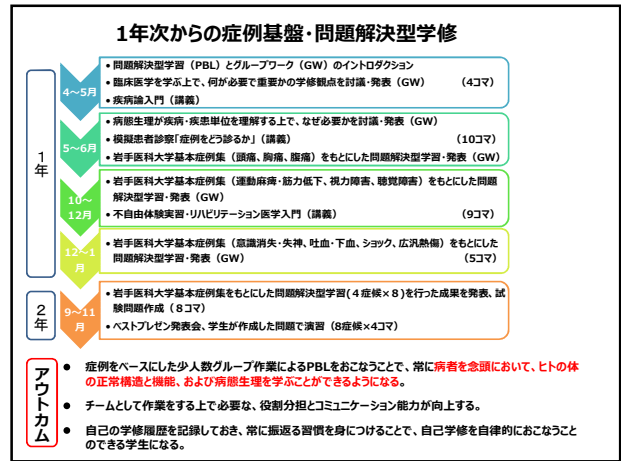 1年次からの症例基盤･問題解決型学修
1年
4～5月
• 問題解決型学習（PBL）とグループワーク（GW）のイントロダクション
• 臨床医学を学ぶ上で、何が必要で重要かの学修観点を討議･発表（GW）　（4コマ）
• 疾病論入門（講義）
5～6月
• 病態生理が疾病･疾患単位を理解する上で、なぜ必要かを討議･発表（GW）
• 模擬患者診察「症例をどう診るか」（講義）　（10コマ）
• 岩手医科大学基本症例集（頭痛、胸痛、腹痛）をもとにした問題解決型学習･発表（GW）
10～
12月
• 岩手医科大学基本症例集（運動麻痺･筋力低下、視力障害、聴覚障害）をもとにした問題
解決型学習･発表（GW）
• 不自由体験実習･リハビリテーション医学入門（講義）　（9コマ）
12～1
月
• 岩手医科大学基本症例集（意識消失･失神、吐血･下血、ショック、広汎熱傷）をもとにした
問題解決型学習･発表（GW）　（5コマ）
2年
9～11
月
• 岩手医科大学基本症例集をもとにした問題解決型学習(４症候×８)を行った成果を発表、試
験問題作成（８コマ）
• ベストプレゼン発表会、学生が作成した問題で演習（8症候×4コマ）
アウトカム
● 症例をベースにした少人数グループ作業によるPBLをおこなうことで、常に病者を念頭において、ヒトの体
の正常構造と機能、および病態生理を学ぶことができるようになる。
● チームとして作業をする上で必要な、役割分担とコミュニケーション能力が向上する。
● 自己の学修履歴を記録しておき、常に振返る習慣を身につけることで、自己学修を自律的におこなうこと
のできる学生になる。